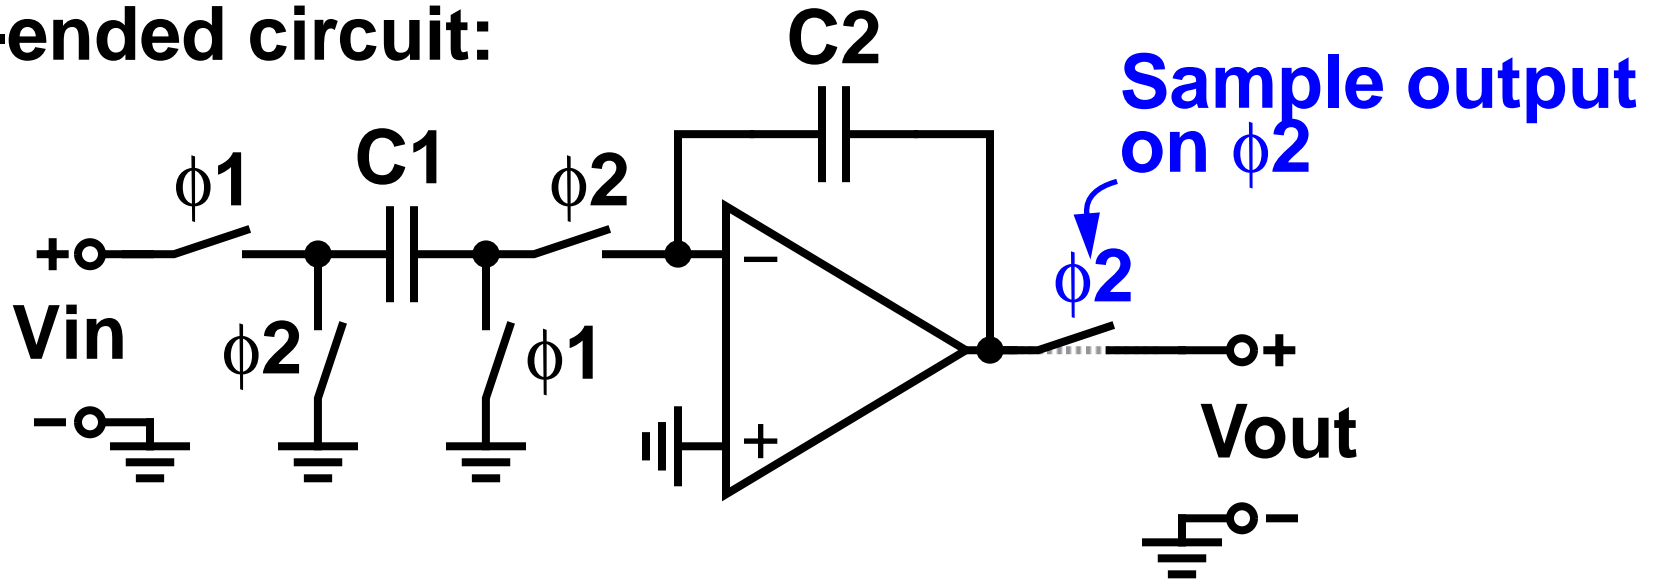 -ended circuit:
C2
Sample output
on ϕ2
C1
ϕ1
ϕ2
ϕ2
+
−
+
Vin
ϕ2
ϕ1
−
+
Vout
−